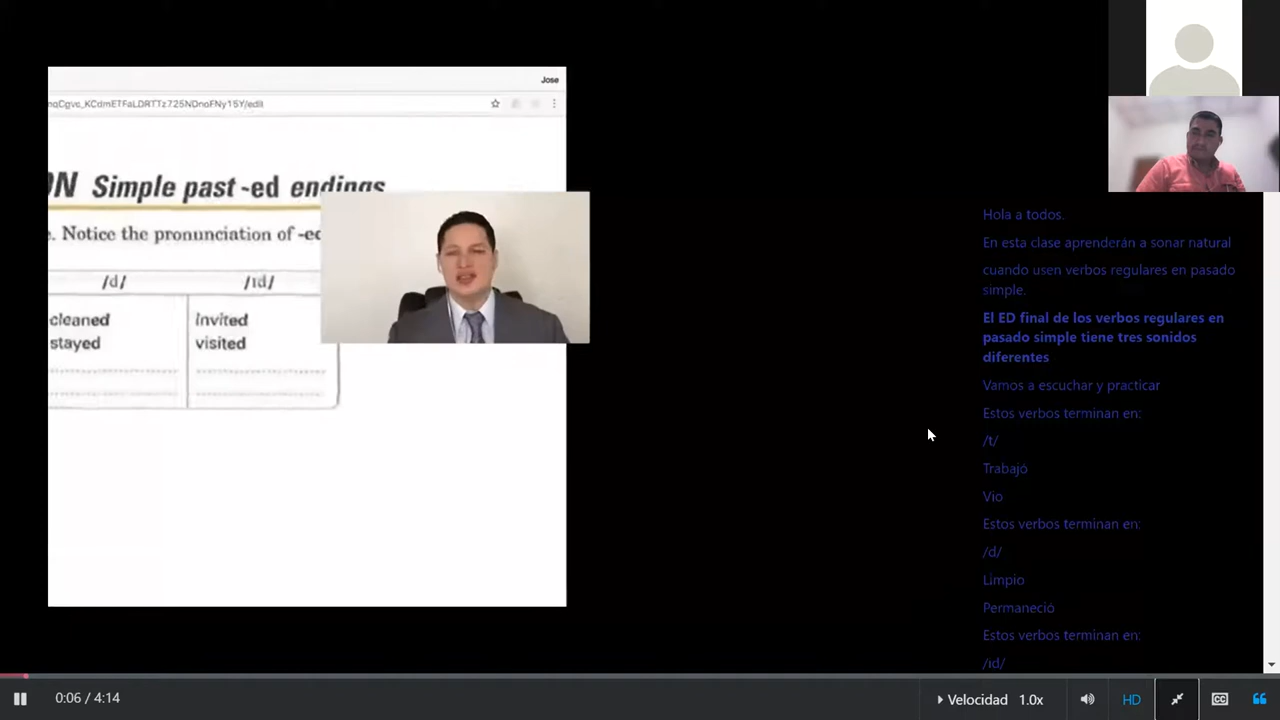 Jose
ON Simple past -ed endings
e. Notice the pronunciation of -ed
/d/
/ɪd/
cleaned
invited
stayed
visited
Hola a todos.
En esta clase aprenderán a sonar natural
cuando usen verbos regulares en pasado
simple.
El ED final de los verbos regulares en
pasado simple tiene tres sonidos
diferentes
Vamos a escuchar y practicar
Estos verbos terminan en:
/t/
Trabajó
Vio
Estos verbos terminan en:
/d/
Limpio
Permaneció
Estos verbos terminan en:
/ɪd/
0:06 / 4:14
Velocidad 1.0x
HD
CC